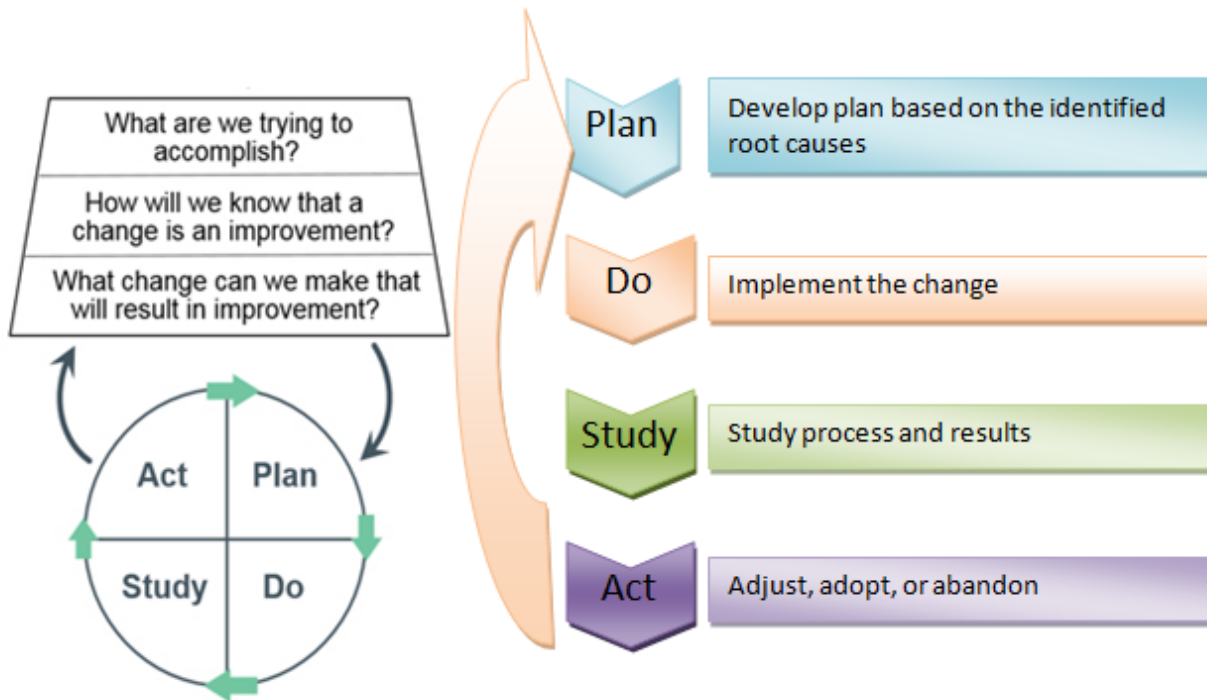 What are we trying to
accomplish?
How will we know that a
change is an improvement?
What change can we make that
will result in improvement?
Act
Plan
Study
Do
Plan
Develop plan based on the identified
root causes
Do
Implement the change
Study
Study process and results
Act
Adjust, adopt, or abandon